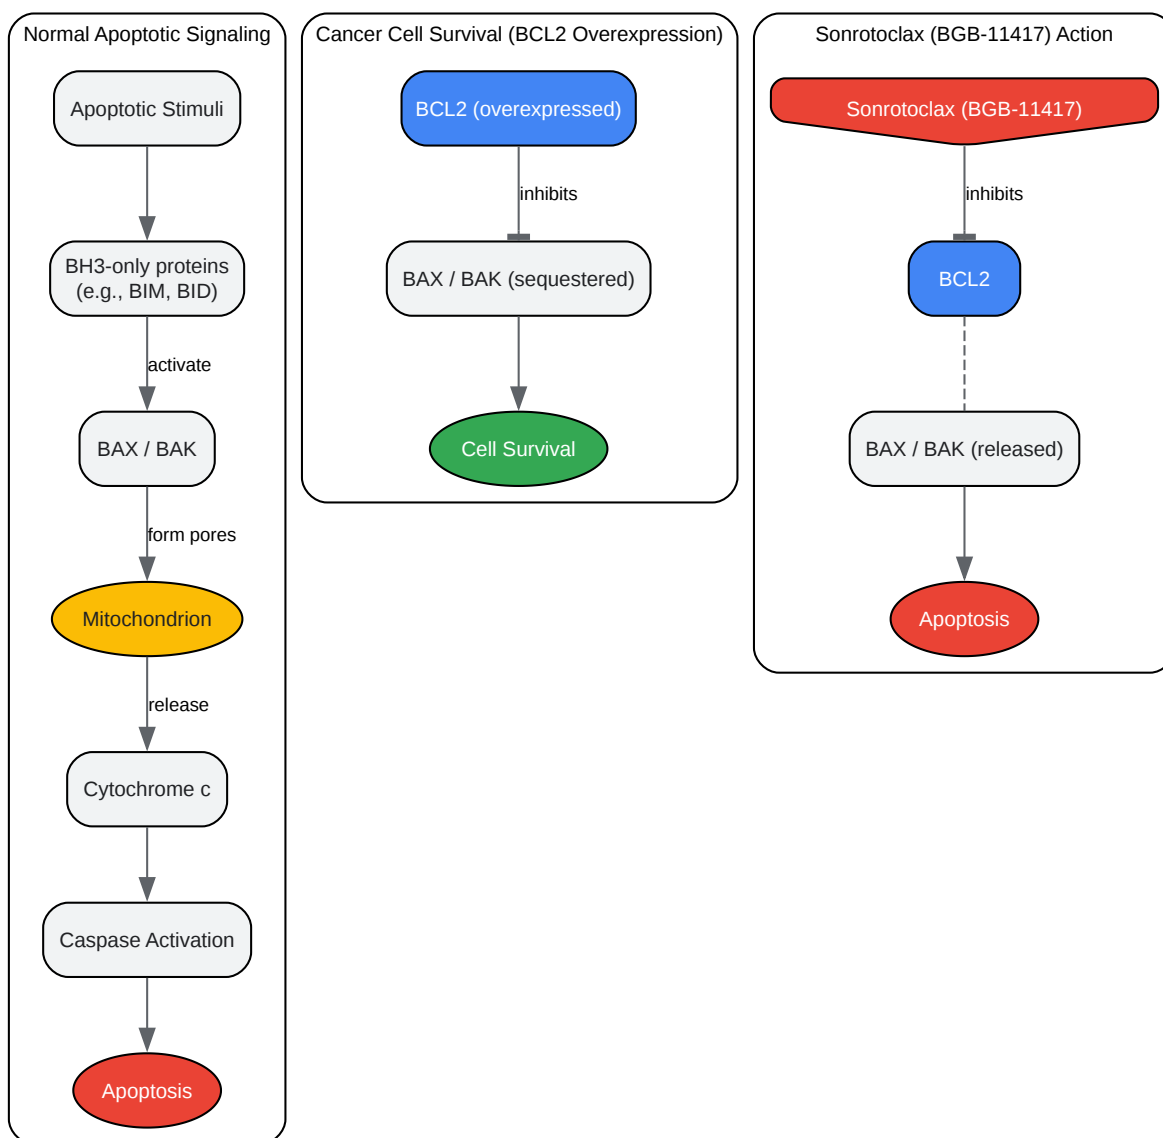 Normal Apoptotic Signaling
Apoptotic Stimuli
BH3-only proteins
(e.g., BIM, BID)
activate
BAX / BAK
form pores
Mitochondrion
release
Cytochrome c
Caspase Activation
Apoptosis
Cancer Cell Survival (BCL2 Overexpression)
BCL2 (overexpressed)
inhibits
BAX / BAK (sequestered)
Cell Survival
Sonrotoclax (BGB-11417) Action
Sonrotoclax (BGB-11417)
inhibits
BCL2
BAX / BAK (released)
Apoptosis